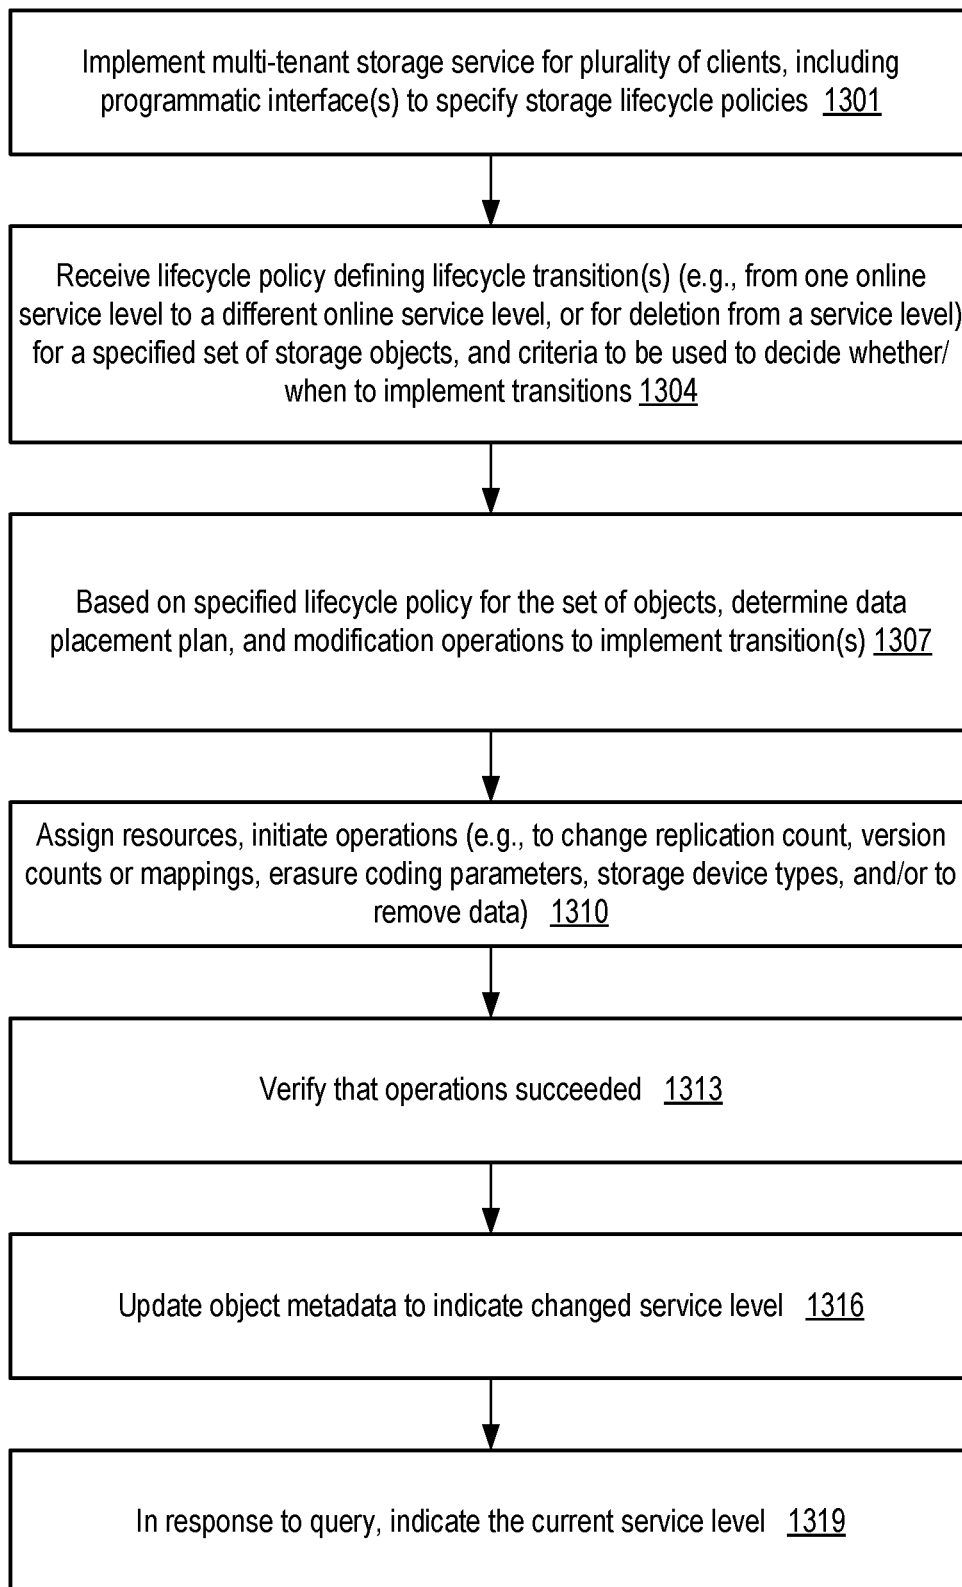 Implement multi-tenant storage service for plurality of clients, including
programmatic interface(s) to specify storage lifecycle policies 1301
Receive lifecycle policy defining lifecycle transition(s) (e.g., from one online
service level to a different online service level, or for deletion from a service level)
for a specified set of storage objects, and criteria to be used to decide whether/
when to implement transitions 1304
Based on specified lifecycle policy for the set of objects, determine data
placement plan, and modification operations to implement transition(s) 1307
Assign resources, initiate operations (e.g., to change replication count, version
counts or mappings, erasure coding parameters, storage device types, and/or to
remove data) 1310
Verify that operations succeeded 1313
Update object metadata to indicate changed service level 1316
In response to query, indicate the current service level 1319